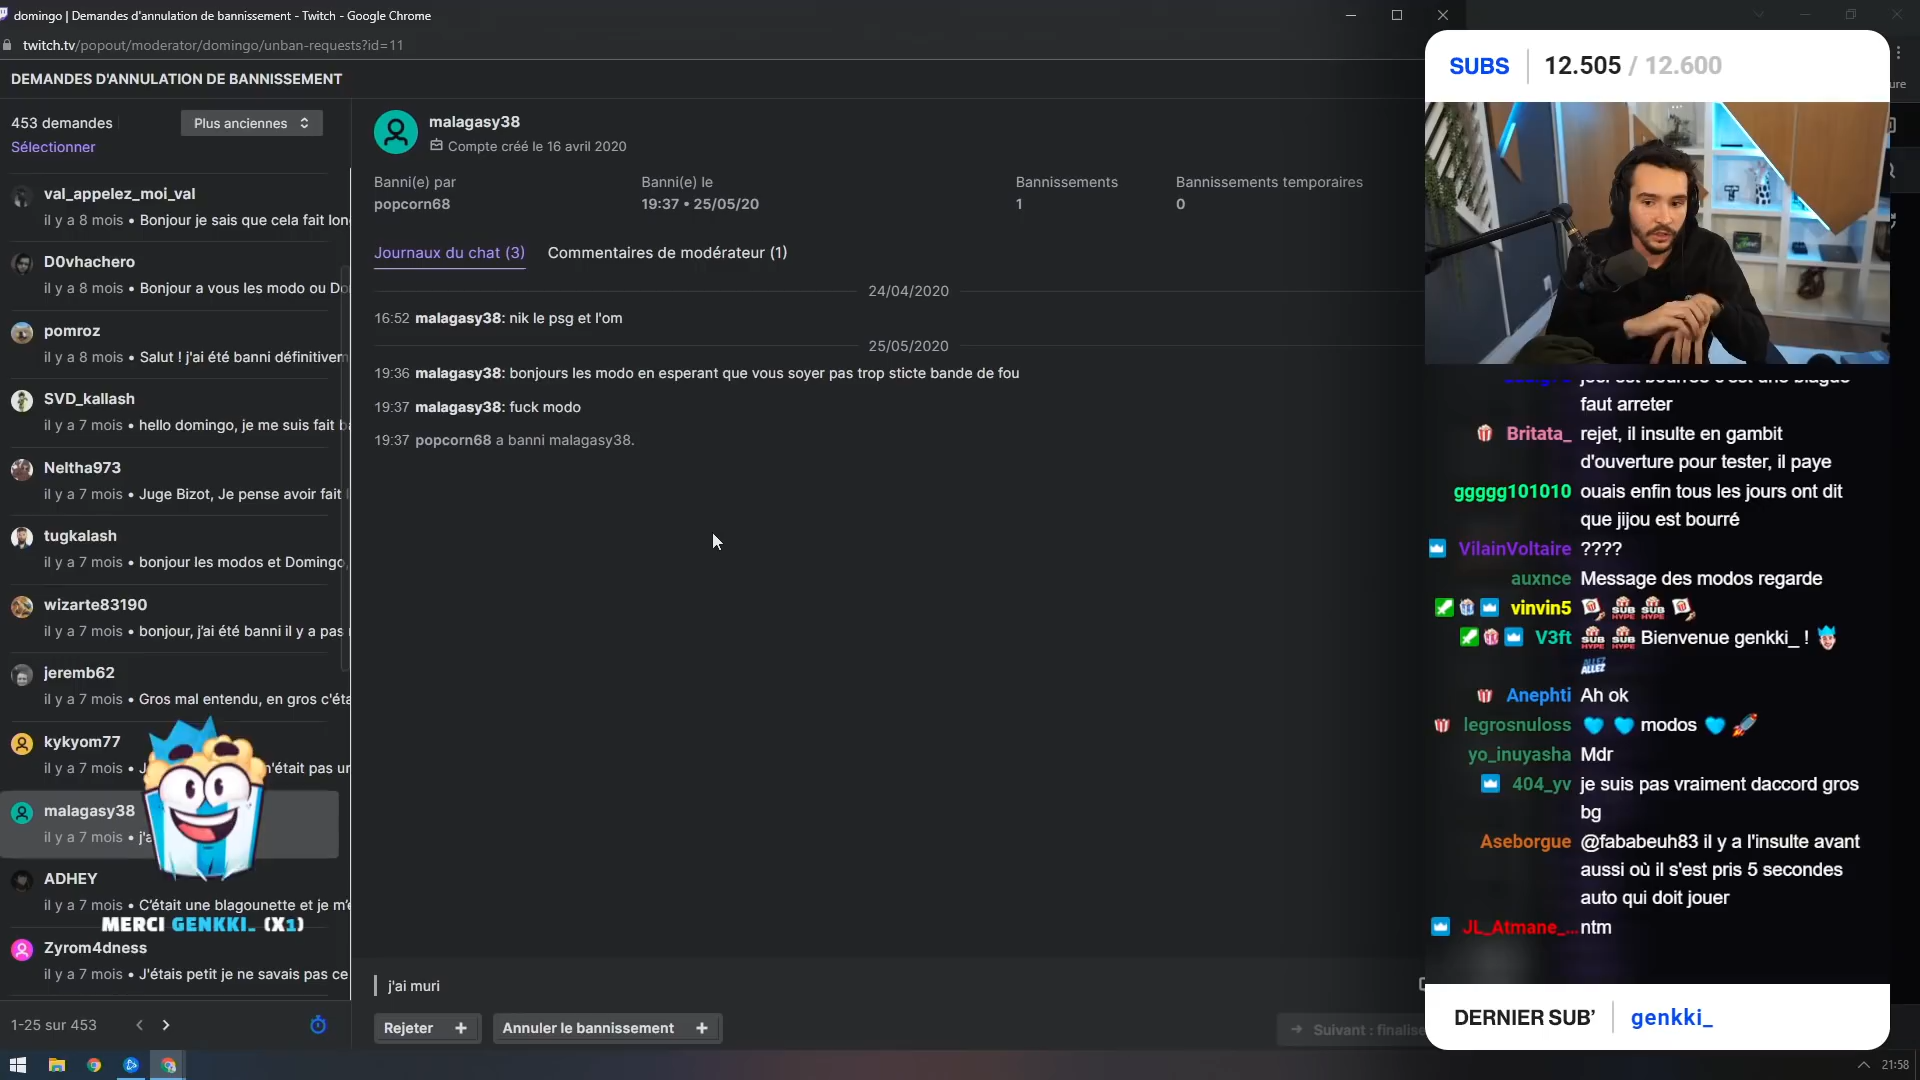 domingo | Demandes d'annulation de bannissement - Twitch - Google Chrome
twitch.tv/popout/moderator/domingo/unban-requests?id=11
DEMANDES D'ANNULATION DE BANNISSEMENT
453 demandes
Plus anciennes
Sélectionner
val_appelez_moi_val
il y a 8 mois • Bonjour je sais que cela fait lon
D0vhachero
il y a 8 mois • Bonjour a vous les modo ou Do
pomroz
il y a 8 mois • Salut ! j'ai été banni définitivem
SVD_kallash
il y a 7 mois • hello domingo, je me suis fait b
Neltha973
il y a 7 mois • Juge Bizot, Je pense avoir fait
tugkalash
il y a 7 mois • bonjour les modos et Domingo,
wizarte83190
il y a 7 mois • bonjour, j'ai été banni il y a pas
jeremb62
il y a 7 mois • Gros mal entendu, en gros c'éta
kykyom77
il y a 7 mois • J n'était pas un
malagasy38
il y a 7 mois • j'a
ADHEY
il y a 7 mois • C'était une blagounette et je m'e
MERCI GENKKI_ (X1)
Zyrom4dness
il y a 7 mois • J'étais petit je ne savais pas ce
1-25 sur 453
malagasy38
Compte créé le 16 avril 2020
Banni(e) par
popcorn68
Banni(e) le
19:37 • 25/05/20
Bannissements
1
Bannissements temporaires
0
Journaux du chat (3)
Commentaires de modérateur (1)
24/04/2020
16:52 malagasy38: nik le psg et l'om
25/05/2020
19:36 malagasy38: bonjours les modo en esperant que vous soyer pas trop sticte bande de fou
19:37 malagasy38: fuck modo
19:37 popcorn68 a banni malagasy38.
j'ai muri
Rejeter +
Annuler le bannissement +
Suivant : finalise
SUBS 12.505 / 12.600
ure
faut arreter
Britata_ rejet, il insulte en gambit
d'ouverture pour tester, il paye
ggggg101010 ouais enfin tous les jours ont dit
que jijou est bourré
VilainVoltaire ????
auxnce Message des modos regarde
vinvin5 SUB HYPE SUB HYPE
V3ft SUB HYPE SUB HYPE Bienvenue genkki_ !
ALLEZ ALLEZ
Anephti Ah ok
legrosnuloss modos
yo_inuyasha Mdr
404_yv je suis pas vraiment daccord gros
bg
Aseborgue @fababeuh83 il y a l'insulte avant
aussi où il s'est pris 5 secondes
auto qui doit jouer
JL_Atmane_... ntm
DERNIER SUB' genkki_
21:58